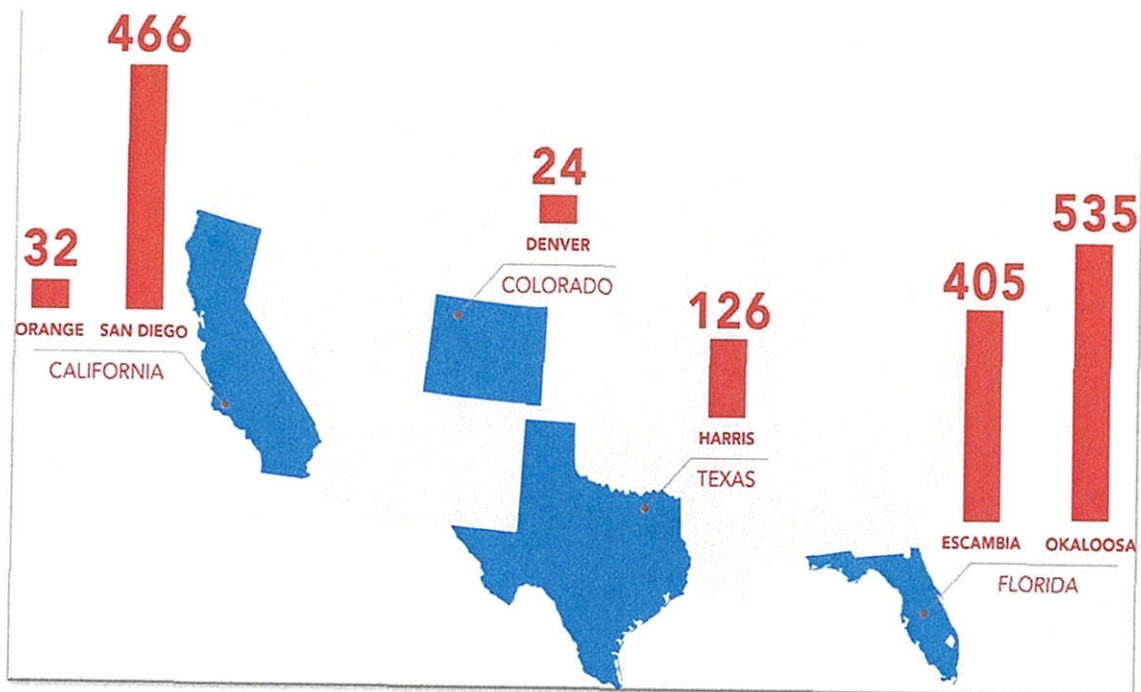 466
32
ORANGE SAN DIEGO
CALIFORNIA
24
DENVER
COLORADO
126
HARRIS
TEXAS
405
535
ESCAMBIA OKALOOSA
FLORIDA